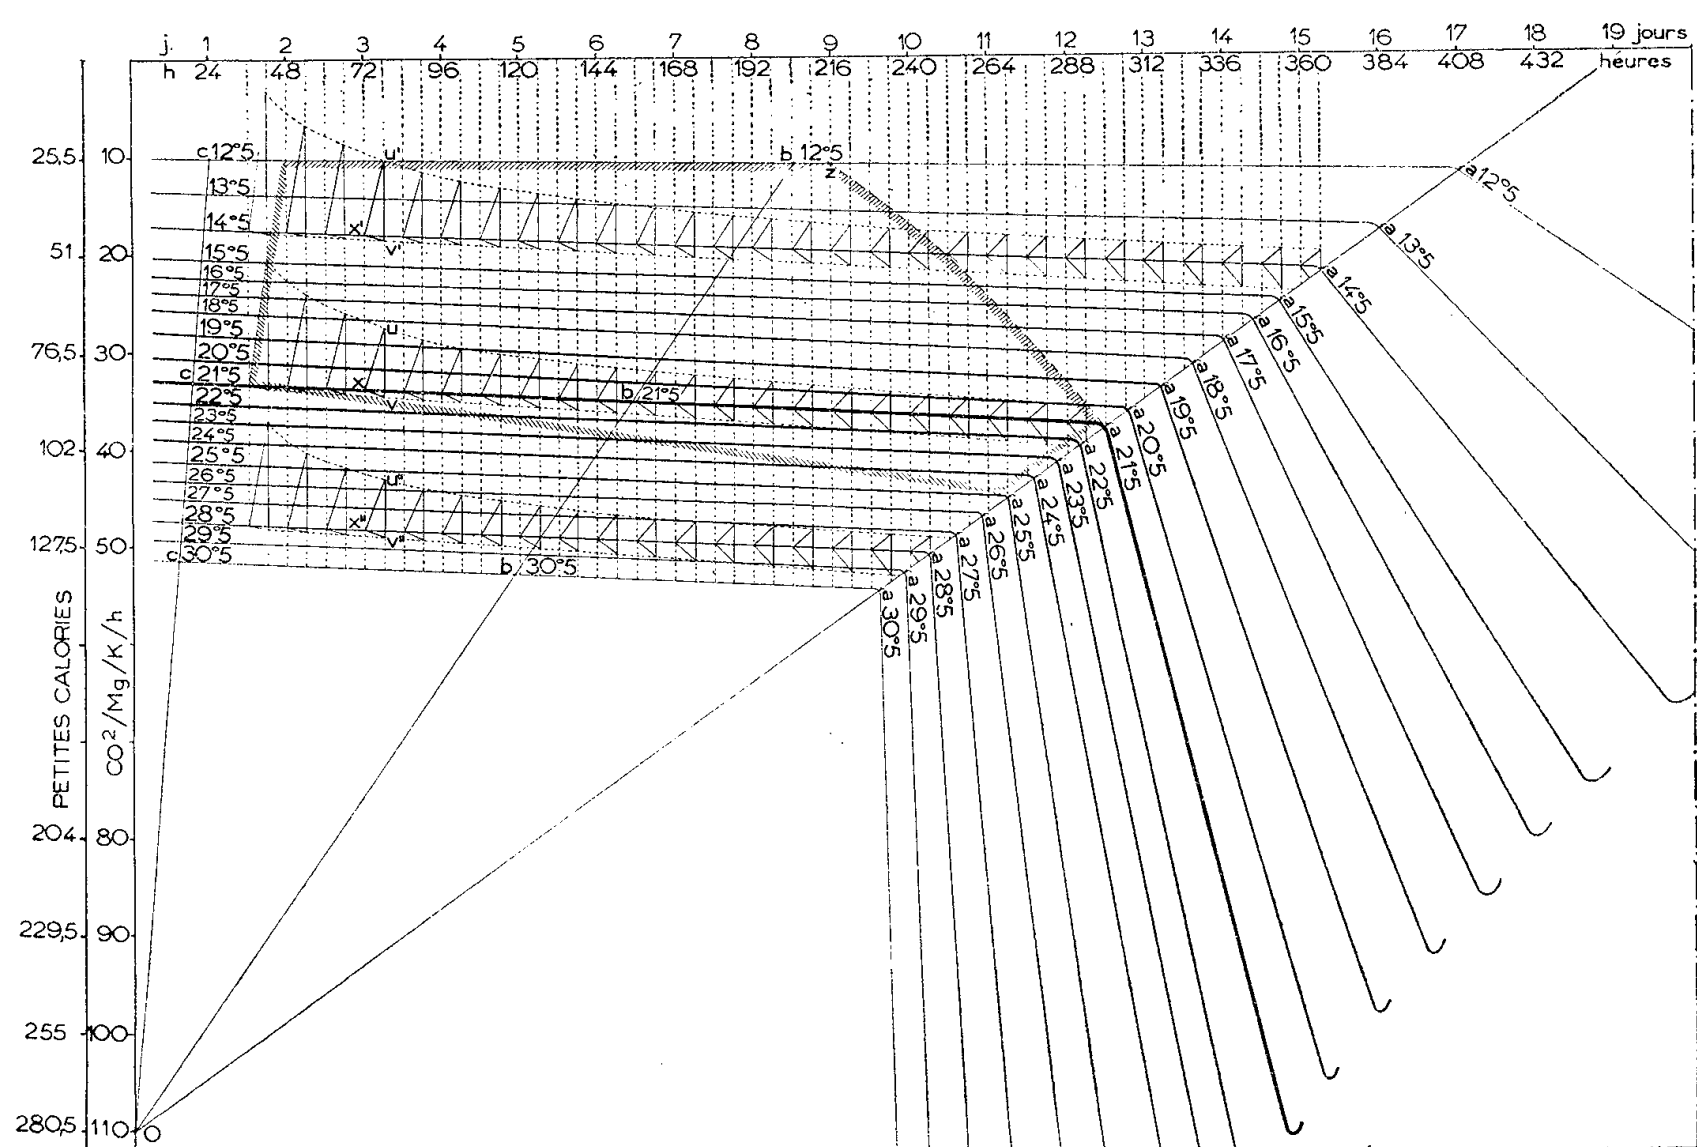 j. 1 2 3 4 5 6 7 8 9 10 11 12 13 14 15 16 17 18 19 jours
h 24 48 72 96 120 144 168 192 216 240 264 288 312 336 360 384 408 432 héures
25,5 10 c 12°5 u' b 12°5 a 12°5
z
13°5 a 13°5
14°5 x' v' a 14°5
51 20 15°5 a 15°5
16°5 a 16°5
17°5 a 17°5
18°5 a 18°5
19°5 u a 19°5
76,5 30 20°5 a 20°5
c 21°5 x b 21°5 a 21°5
22°5 v a 22°5
23°5 a 23°5
102 40 24°5 a 24°5
25°5 a 25°5
26°5 u" a 26°5
27°5 a 27°5
28°5 x" a 28°5
29°5 v" a 29°5
127,5 50 c 30°5 b 30°5 a 30°5
PETITES CALORIES
CO²/Mg/K/h
204 80
229,5 90
255 100
280,5 110 O